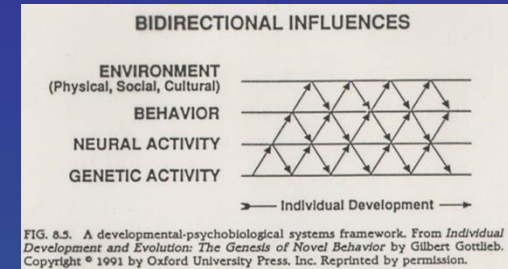 BIDIRECTIONAL INFLUENCES
ENVIRONMENT
(Physical, Social, Cultural)
BEHAVIOR
NEURAL ACTIVITY
GENETIC ACTIVITY
Individual Development
FIG. 8.5. A developmental-psychobiological systems framework. From Individual
Development and Evolution: The Genesis of Novel Behavior by Gilbert Gottlieb.
Copyright © 1991 by Oxford University Press, Inc. Reprinted by permission.